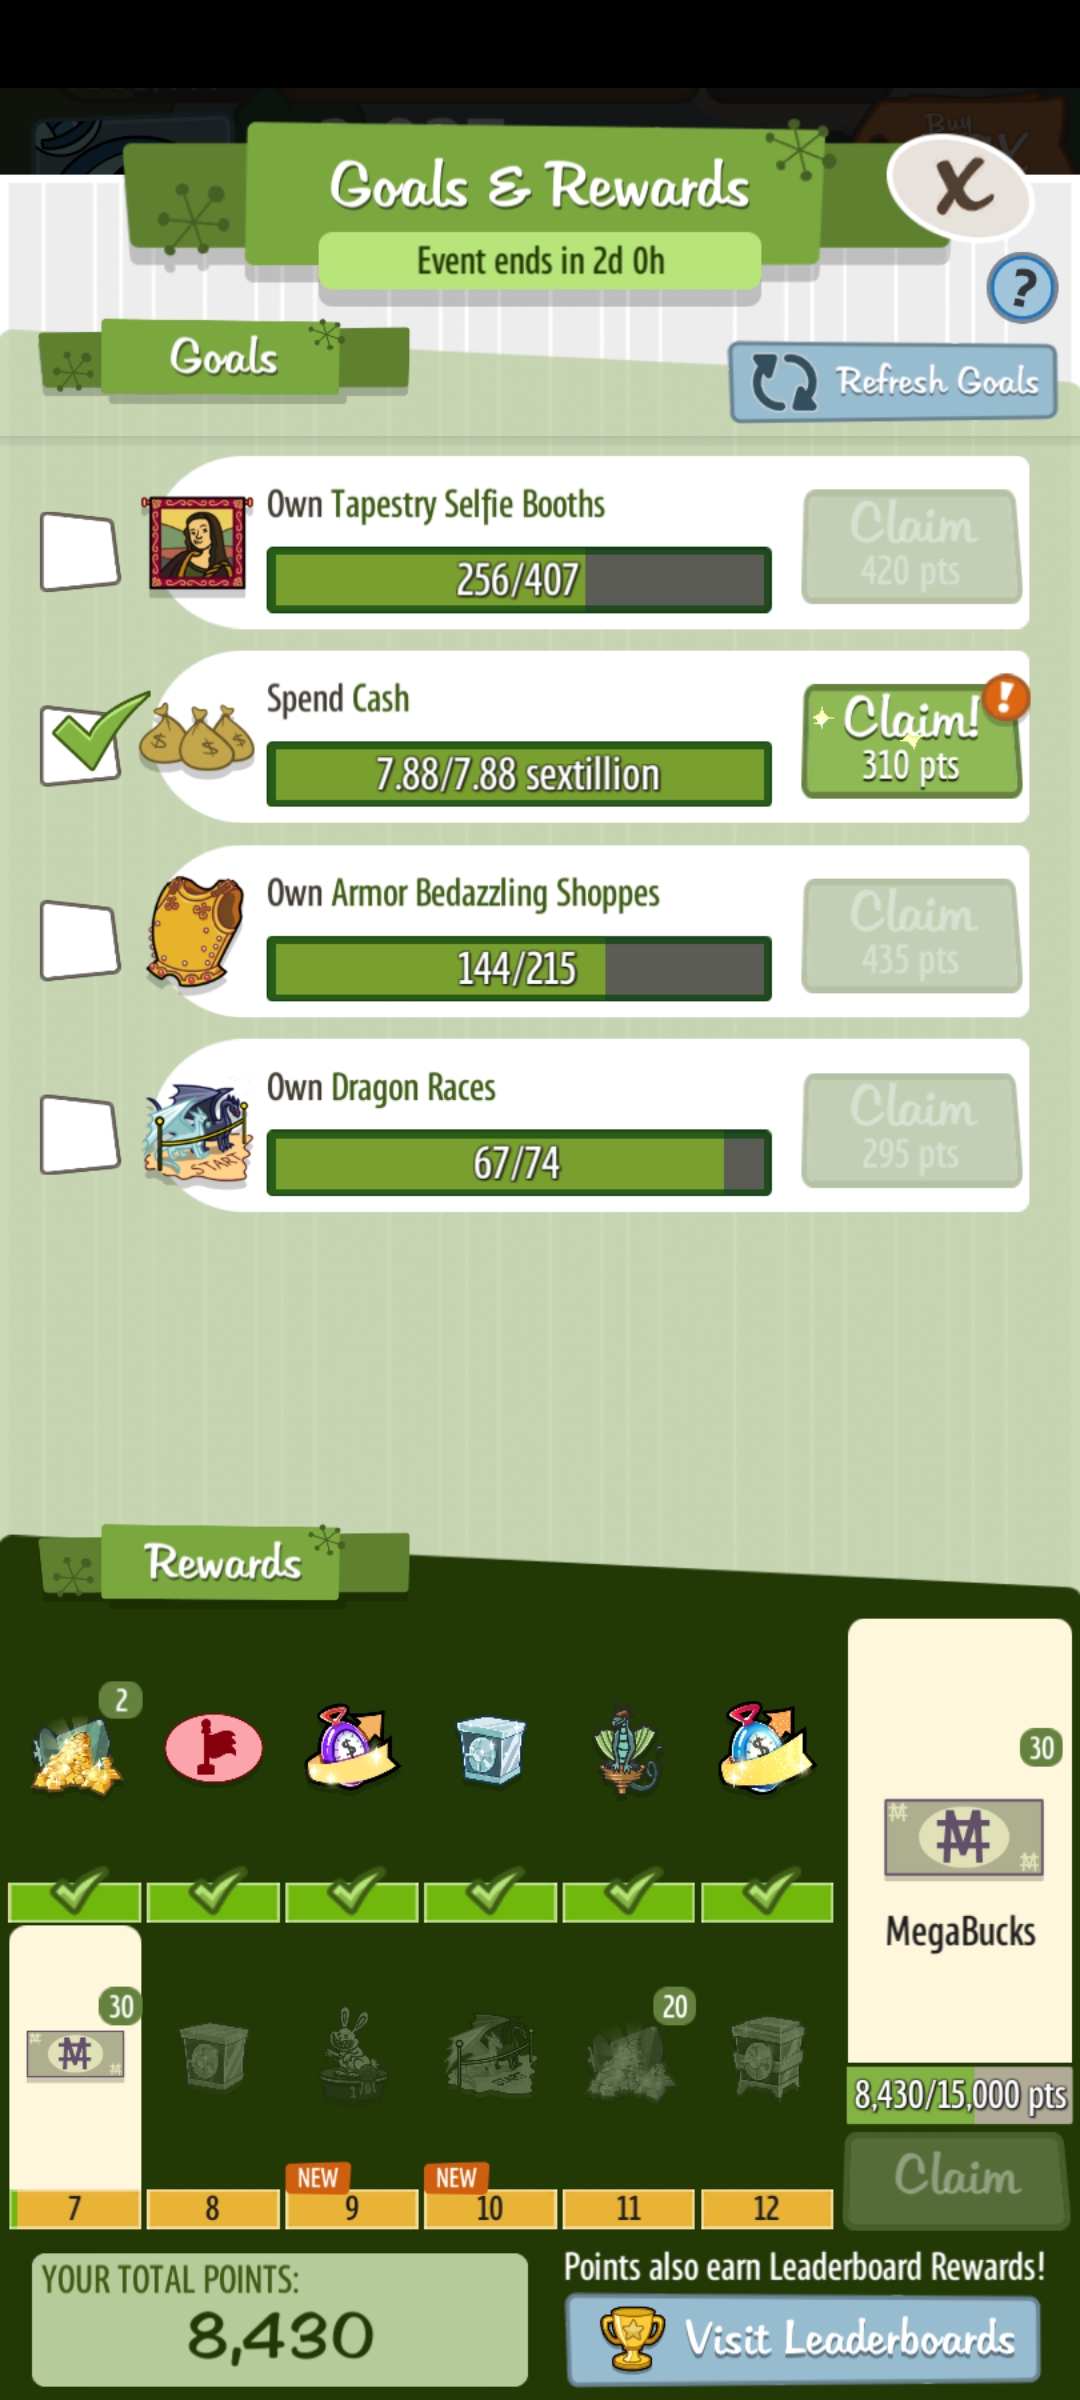 Buy
Goals & Rewards
X
Event ends in 2d 0h
?
Goals
Refresh Goals
Own Tapestry Selfie Booths
256/407
Claim
420 pts
Spend Cash
7.88/7.88 sextillion
!
Claim!
310 pts
Own Armor Bedazzling Shoppes
144/215
Claim
435 pts
Own Dragon Races
START
67/74
Claim
295 pts
Rewards
2
30
MegaBucks
30
20
8,430/15,000 pts
NEW
NEW
Claim
7
8
9
10
11
12
YOUR TOTAL POINTS:
8,430
Points also earn Leaderboard Rewards!
Visit Leaderboards